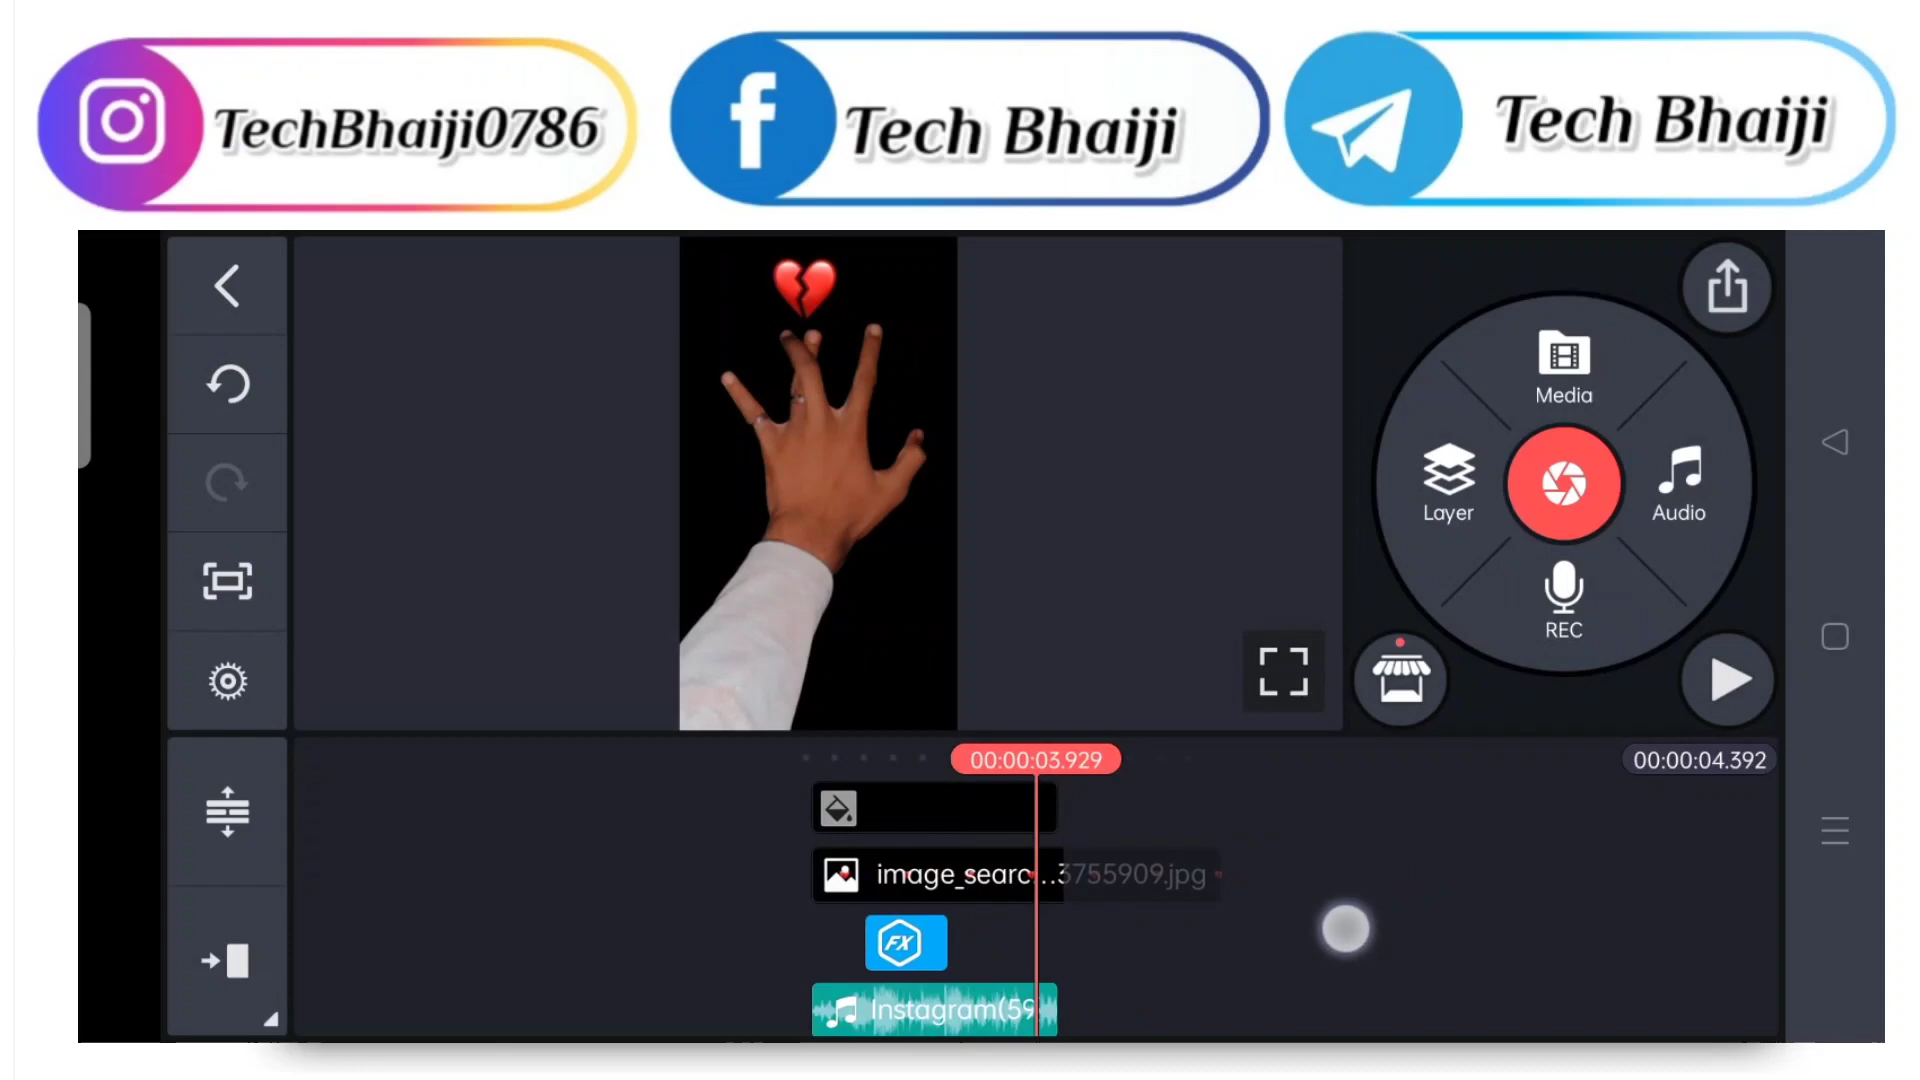 TechBhaiji0786
Tech Bhaiji
Tech Bhaiji
Media
Layer
Audio
REC
00:00:03.929
00:00:04.392
image_searc...3755909.jpg
FX
Instagram(59